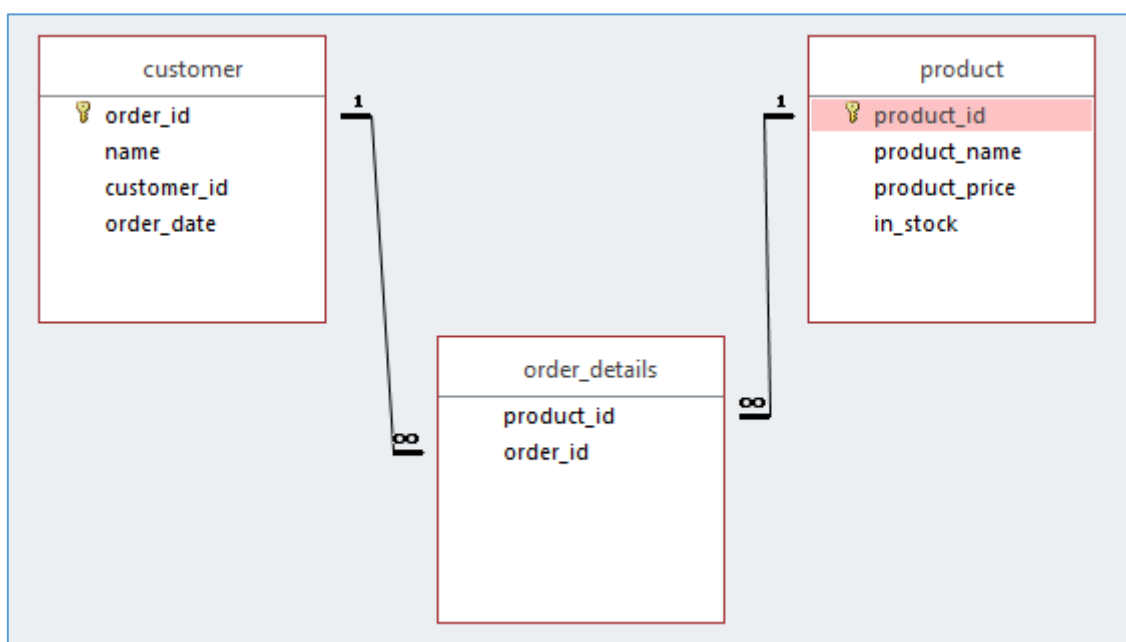 customer
order_id
name
customer_id
order_date
1
∞
product
product_id
product_name
product_price
in_stock
1
∞
order_details
product_id
order_id